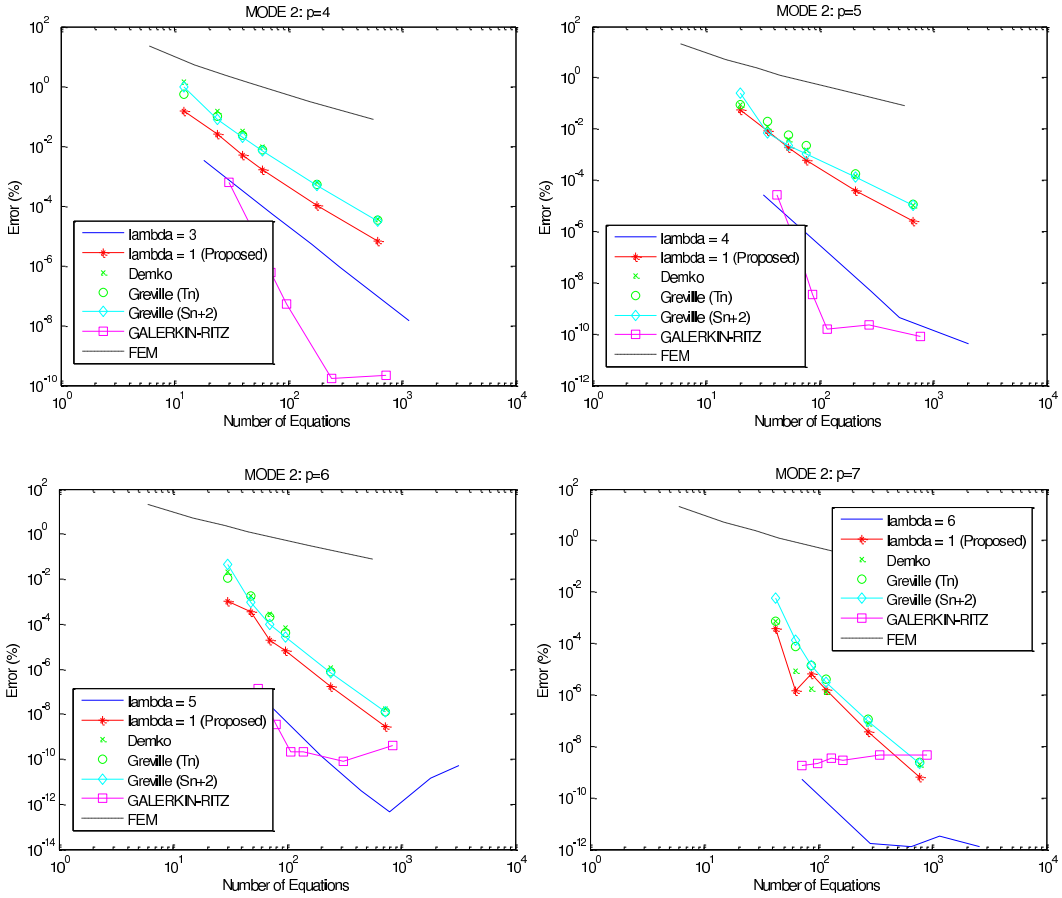 MODE 2: p=4
10^2
10^0
10^-2
10^-4
10^-6
10^-8
10^-10
Error (%)
lambda = 3
lambda = 1 (Proposed)
Demko
Greville (Tn)
Greville (Sn+2)
GALERKIN-RITZ
FEM
10^0
10^1
10^2
10^3
10^4
Number of Equations
MODE 2: p=5
10^2
10^0
10^-2
10^-4
10^-6
10^-8
10^-10
10^-12
Error (%)
lambda = 4
lambda = 1 (Proposed)
Demko
Greville (Tn)
Greville (Sn+2)
GALERKIN-RITZ
FEM
10^0
10^1
10^2
10^3
10^4
Number of Equations
MODE 2: p=6
10^2
10^0
10^-2
10^-4
10^-6
10^-8
10^-10
10^-12
10^-14
Error (%)
lambda = 5
lambda = 1 (Proposed)
Demko
Greville (Tn)
Greville (Sn+2)
GALERKIN-RITZ
FEM
10^0
10^1
10^2
10^3
10^4
Number of Equations
MODE 2: p=7
10^2
10^0
10^-2
10^-4
10^-6
10^-8
10^-10
10^-12
Error (%)
lambda = 6
lambda = 1 (Proposed)
Demko
Greville (Tn)
Greville (Sn+2)
GALERKIN-RITZ
FEM
10^0
10^1
10^2
10^3
10^4
Number of Equations